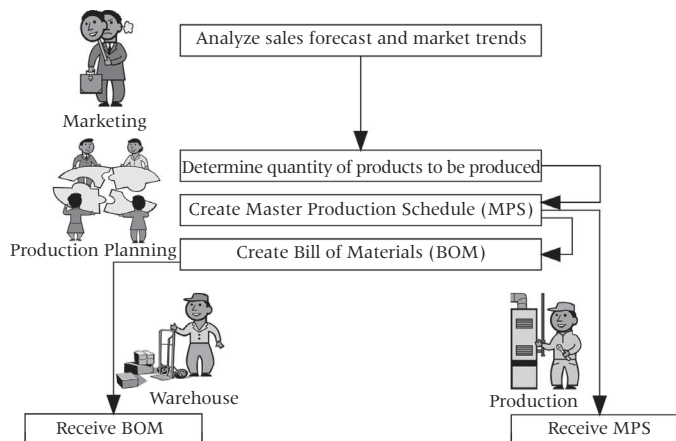 Analyze sales forecast and market trends
Marketing
Determine quantity of products to be produced
Create Master Production Schedule (MPS)
Production Planning
Create Bill of Materials (BOM)
Warehouse
Production
Receive BOM
Receive MPS